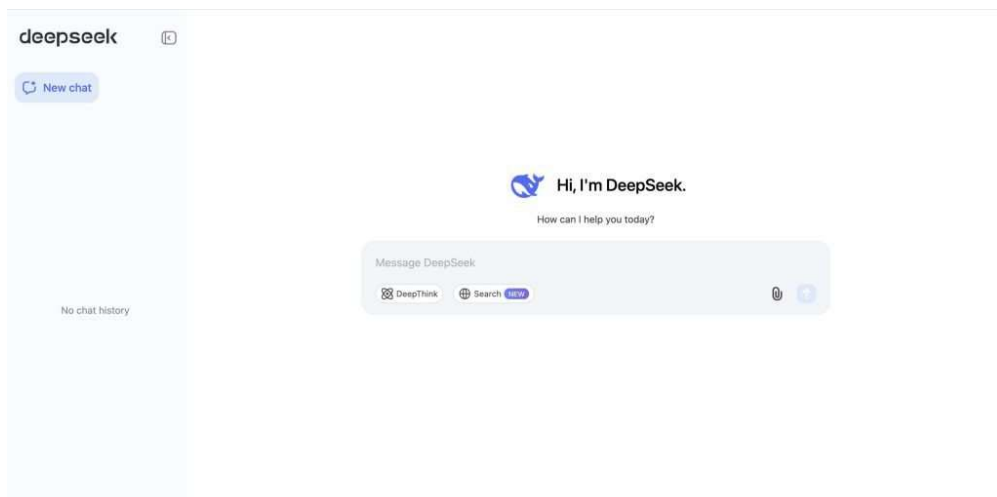 deepseek
New chat
No chat history
Hi, I'm DeepSeek.
How can I help you today?
Message DeepSeek
DeepThink
Search NEW